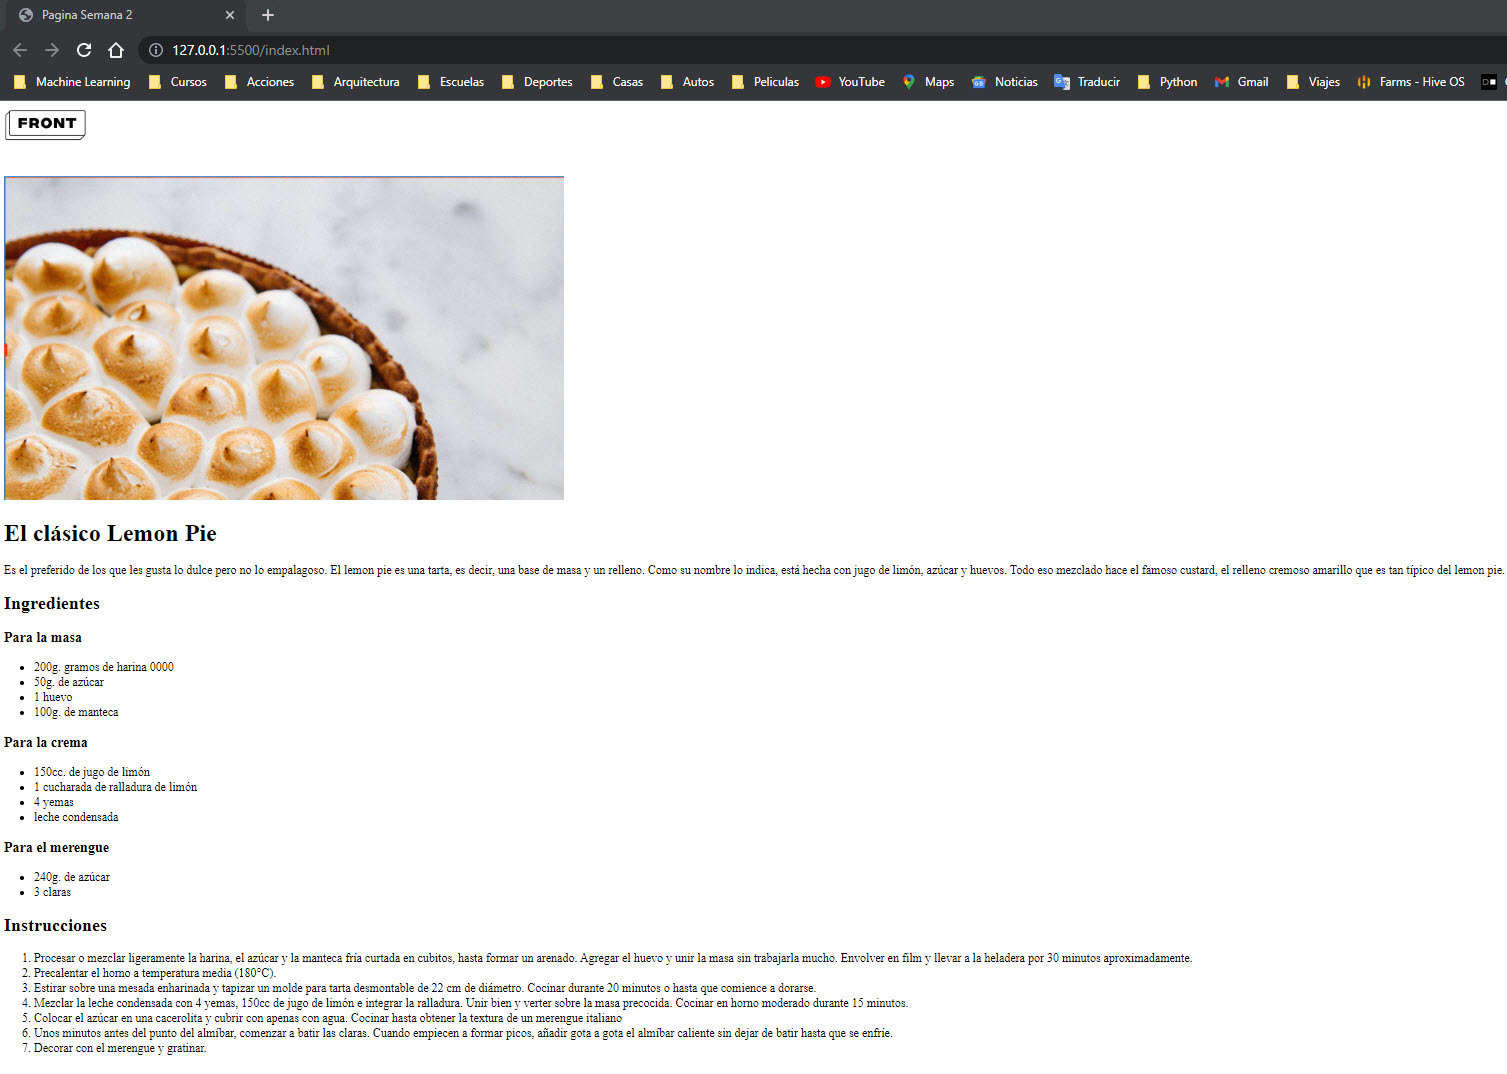 Pagina Semana 2
127.0.0.1:5500/index.html
Machine Learning Cursos Acciones Arquitectura Escuelas Deportes Casas Autos Peliculas YouTube Maps Noticias Traducir Python Gmail Viajes Farms - Hive OS
FRONT
El clásico Lemon Pie
Es el preferido de los que les gusta lo dulce pero no lo empalagoso. El lemon pie es una tarta, es decir, una base de masa y un relleno. Como su nombre lo indica, está hecha con jugo de limón, azúcar y huevos. Todo eso mezclado hace el famoso custard, el relleno cremoso amarillo que es tan típico del lemon pie.
Ingredientes
Para la masa
• 200g. gramos de harina 0000
• 50g. de azúcar
• 1 huevo
• 100g. de manteca
Para la crema
• 150cc. de jugo de limón
• 1 cucharada de ralladura de limón
• 4 yemas
• leche condensada
Para el merengue
• 240g. de azúcar
• 3 claras
Instrucciones
1. Procesar o mezclar ligeramente la harina, el azúcar y la manteca fría curtada en cubitos, hasta formar un arenado. Agregar el huevo y unir la masa sin trabajarla mucho. Envolver en film y llevar a la heladera por 30 minutos aproximadamente.
2. Precalentar el horno a temperatura media (180°C).
3. Estirar sobre una mesada enharinada y tapizar un molde para tarta desmontable de 22 cm de diámetro. Cocinar durante 20 minutos o hasta que comience a dorarse.
4. Mezclar la leche condensada con 4 yemas, 150cc de jugo de limón e integrar la ralladura. Unir bien y verter sobre la masa precocida. Cocinar en horno moderado durante 15 minutos.
5. Colocar el azúcar en una cacerolita y cubrir con apenas con agua. Cocinar hasta obtener la textura de un merengue italiano
6. Unos minutos antes del punto del almíbar, comenzar a batir las claras. Cuando empiecen a formar picos, añadir gota a gota el almíbar caliente sin dejar de batir hasta que se enfríe.
7. Decorar con el merengue y gratinar.